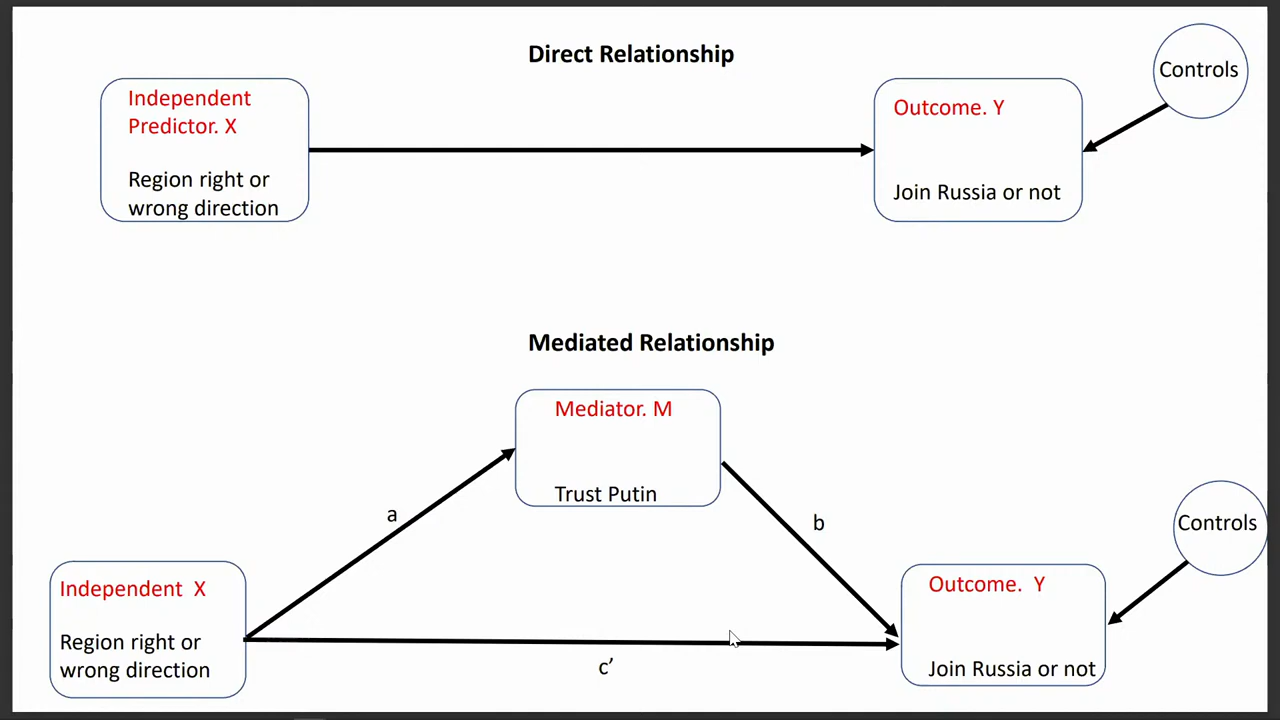 Direct Relationship
Controls
Independent
Predictor. X
Region right or
wrong direction
Outcome. Y
Join Russia or not
Mediated Relationship
Mediator. M
Trust Putin
a
b
Controls
Independent  X
Region right or
wrong direction
c’
Outcome.  Y
Join Russia or not